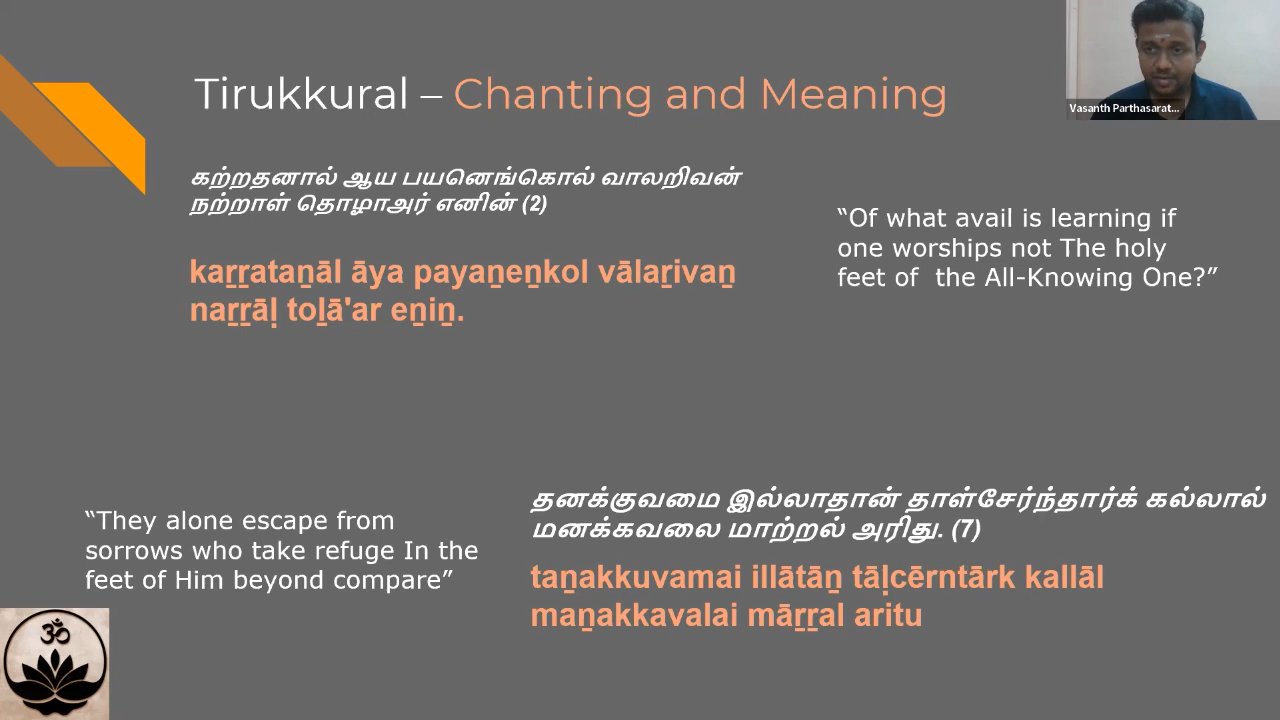 Tirukkural – Chanting and Meaning
Vasanth Parthasarat...
கற்றதனால் ஆய பயனென்கொல் வாலறிவன்
நற்றாள் தொழாஅர் எனின் (2)
kaṟṟataṉāl āya payaṉeṉkol vālaṟivaṉ
naṟṟāḷ toḻā'ar eṉiṉ.
“Of what avail is learning if
one worships not The holy
feet of the All-Knowing One?”
தனக்குவமை இல்லாதான் தாள்சேர்ந்தார்க் கல்லால்
மனக்கவலை மாற்றல் அரிது. (7)
taṉakkuvamai illātāṉ tāḷcērntārk kallāl
maṉakkavalai māṟṟal aritu
“They alone escape from
sorrows who take refuge In the
feet of Him beyond compare”
ॐ